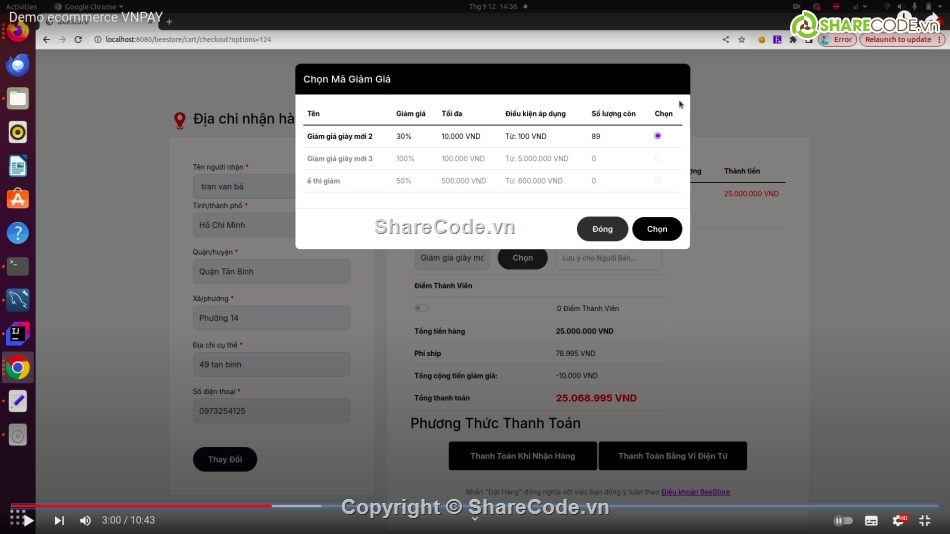 Activities
Google Chrome
Thg 9 12 14:36
vi
Demo ecommerce VNPAY
SHARECODE.vn
localhost:8080/beestore/cart/checkout?options=124
Error
Relaunch to update
Chọn Mã Giảm Giá
Tên
Giảm giá
Tối đa
Điều kiện áp dụng
Số lượng còn
Chọn
Giảm giá giày mới 2
30%
10.000 VND
Từ: 100 VND
89
Giảm giá giày mới 3
100%
100.000 VND
Từ: 5.000.000 VND
0
ế thì giảm
50%
500.000 VND
Từ: 600.000 VND
0
ShareCode.vn
Đóng
Chọn
Địa chỉ nhận hà
Tên người nhận *
tran van bá
Tỉnh/thành phố *
Hồ Chí Minh
Quận/huyện *
Quận Tân Bình
Xã/phường *
Phường 14
Địa chỉ cụ thể *
49 tan binh
Số điện thoại *
0973254125
Thay Đổi
ợng
Thành tiền
25.000.000 VND
Giảm giá giày mớ
Chọn
Lưu ý cho Người Bán...
Điểm Thành Viên
0 Điểm Thành Viên
Tổng tiền hàng
25.000.000 VND
Phí ship
78.995 VND
Tổng cộng tiền giảm giá:
-10.000 VND
Tổng thanh toán
25.068.995 VND
Phương Thức Thanh Toán
Thanh Toán Khi Nhận Hàng
Thanh Toán Bằng Ví Điện Tử
Nhấn "Đặt Hàng" đồng nghĩa với việc bạn đồng ý tuân theo Điều khoản BeeStore
Copyright © ShareCode.vn
3:00 / 10:43
HD